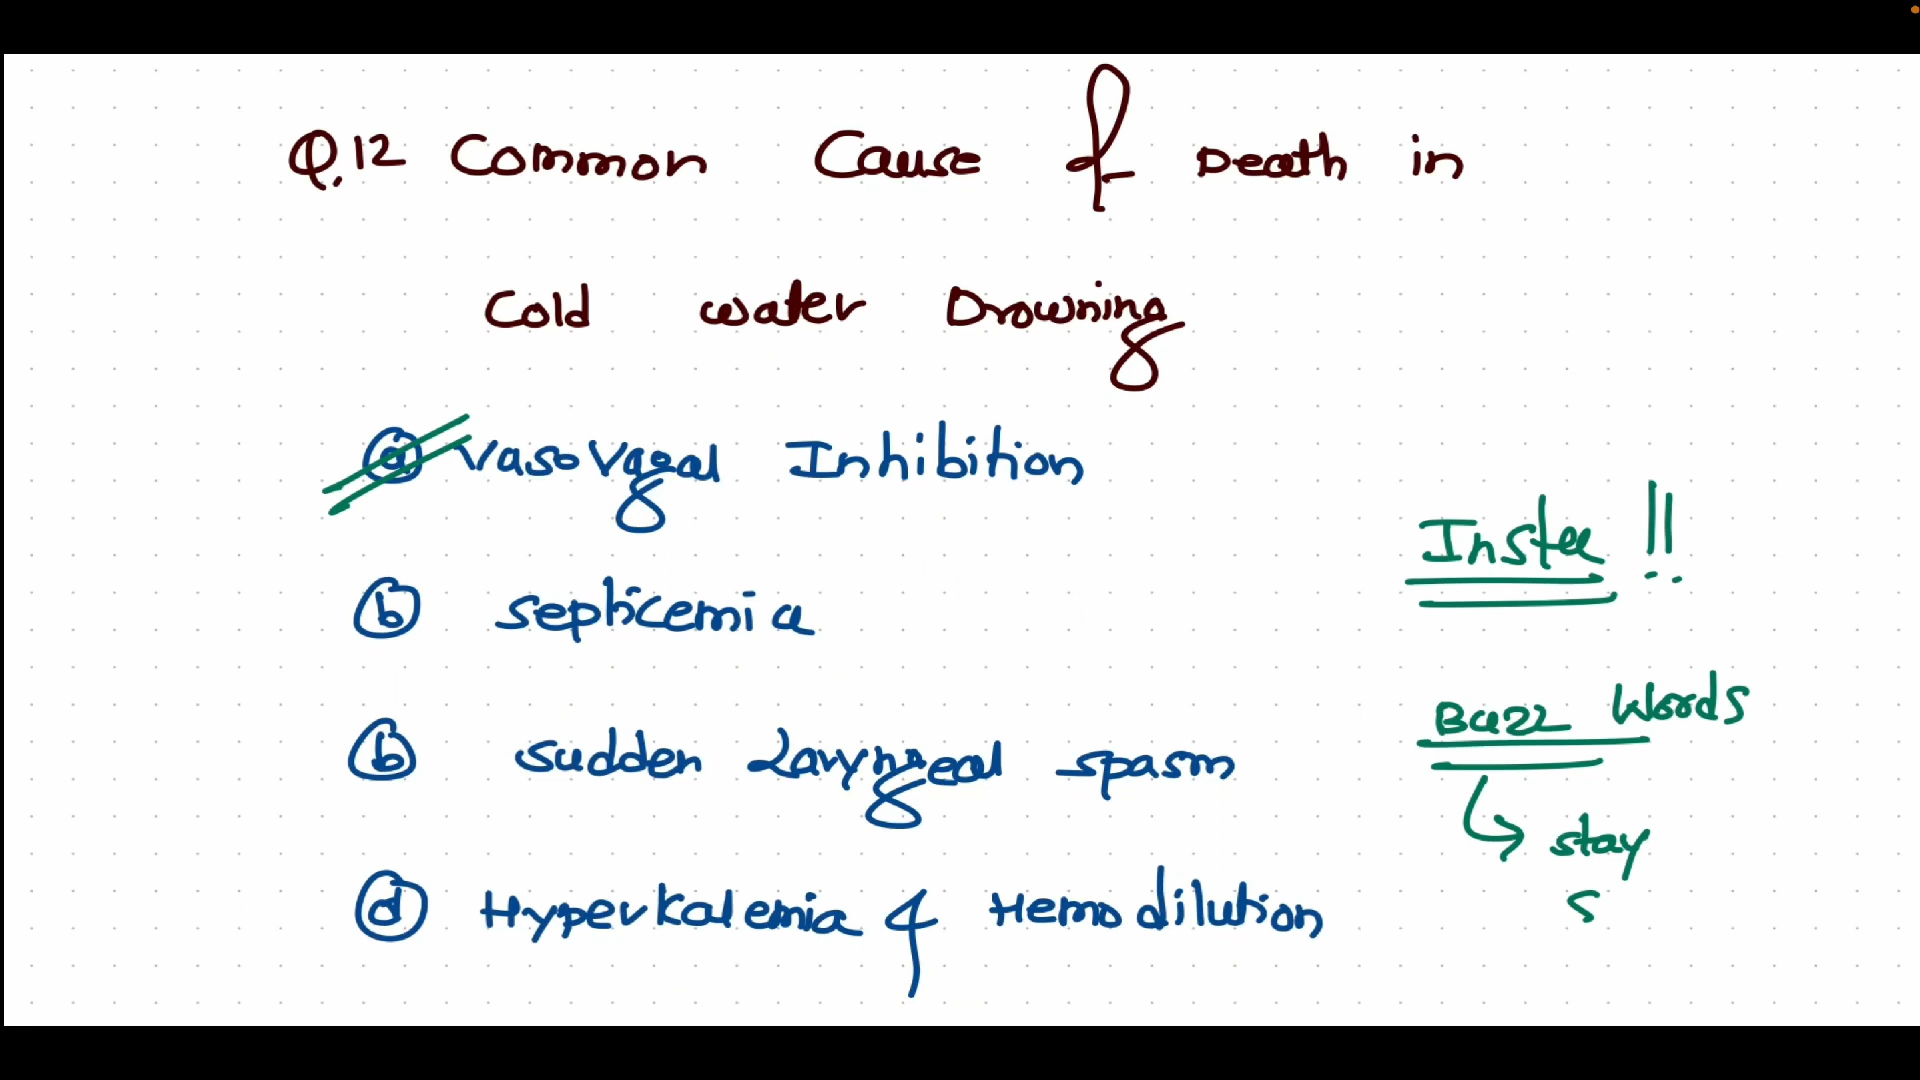 Q.12 Common Cause of Death in
Cold water Drowning
a Vasovagal Inhibition
b septicemia
b sudden Laryngeal spasm
d Hyperkalemia & Hemodilution
Instee !!
Buzz Words
→ stay
s